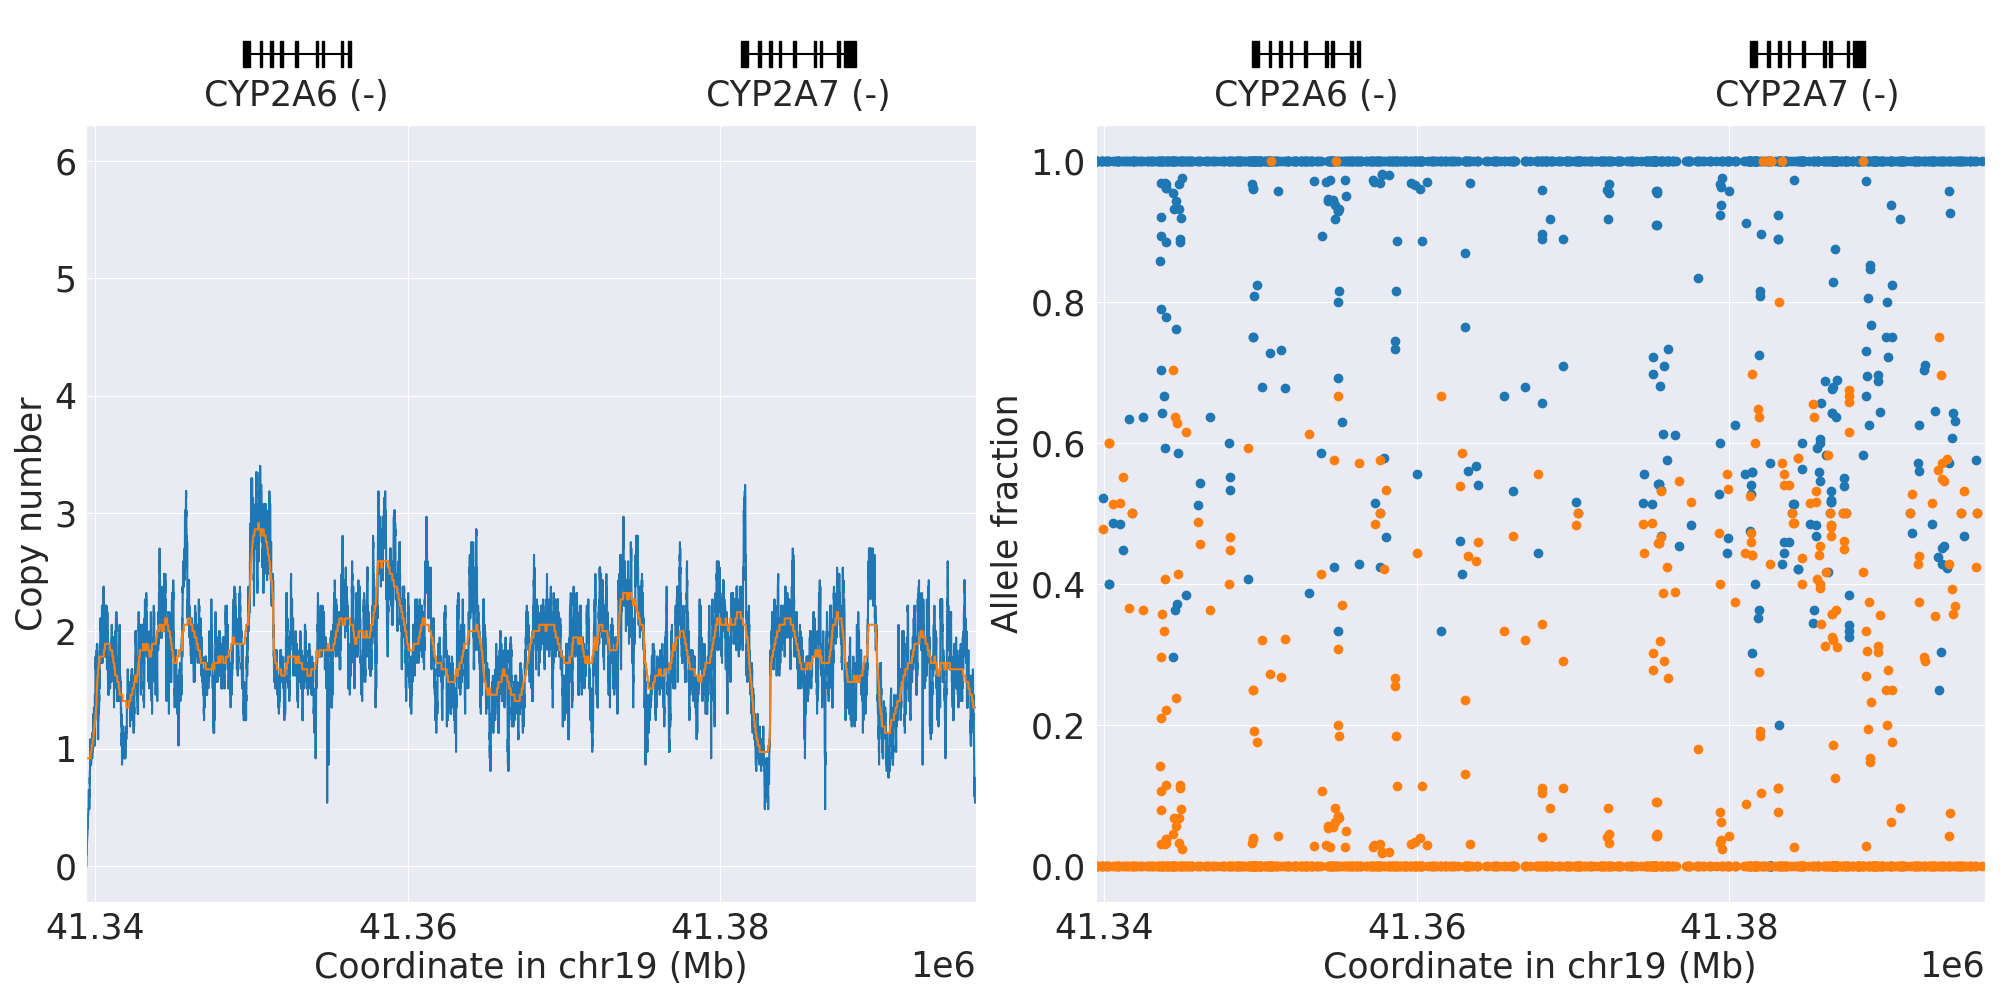 CYP2A6 (-)
CYP2A7 (-)
6
5
4
3
2
1
0
Copy number
41.34
41.36
41.38
Coordinate in chr19 (Mb)
1e6
CYP2A6 (-)
CYP2A7 (-)
1.0
0.8
0.6
0.4
0.2
0.0
Allele fraction
41.34
41.36
41.38
Coordinate in chr19 (Mb)
1e6